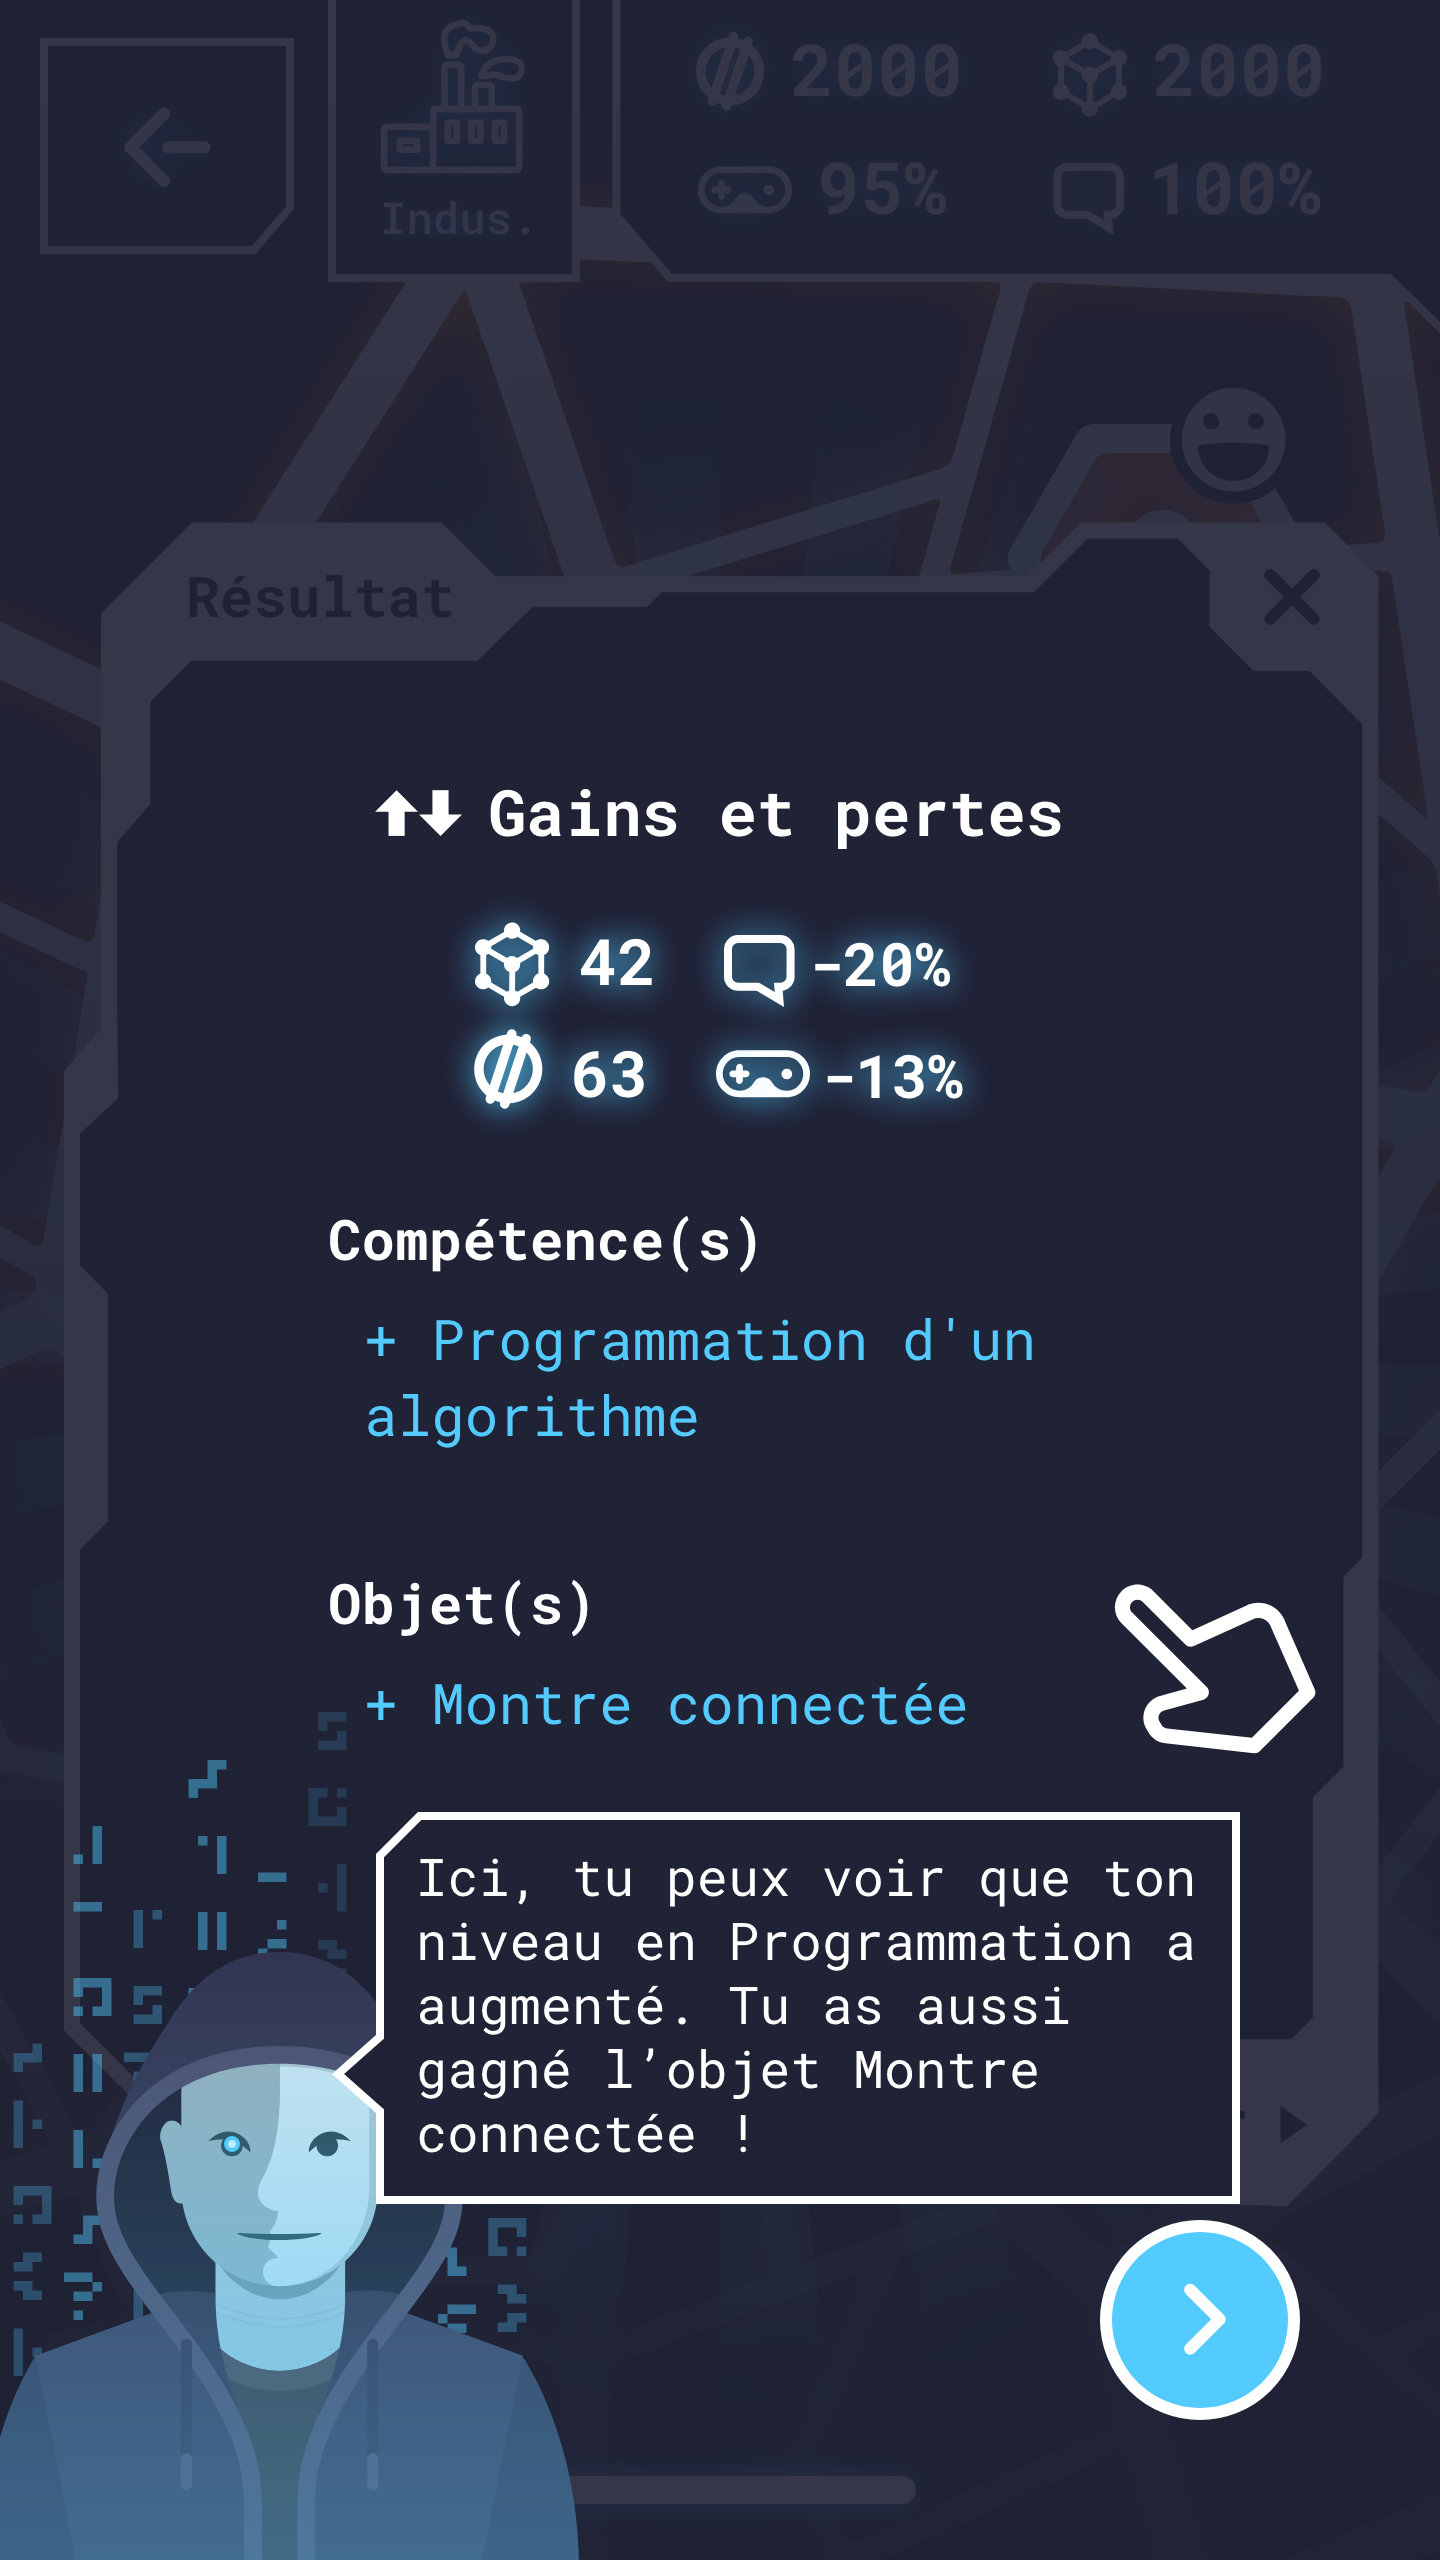 2000 2000
95% 100%
Indus.
Résultat
Gains et pertes
42 -20%
63 -13%
Compétence(s)
+ Programmation d'un
algorithme
Objet(s)
+ Montre connectée
Ici, tu peux voir que ton
niveau en Programmation a
augmenté. Tu as aussi
gagné l’objet Montre
connectée !